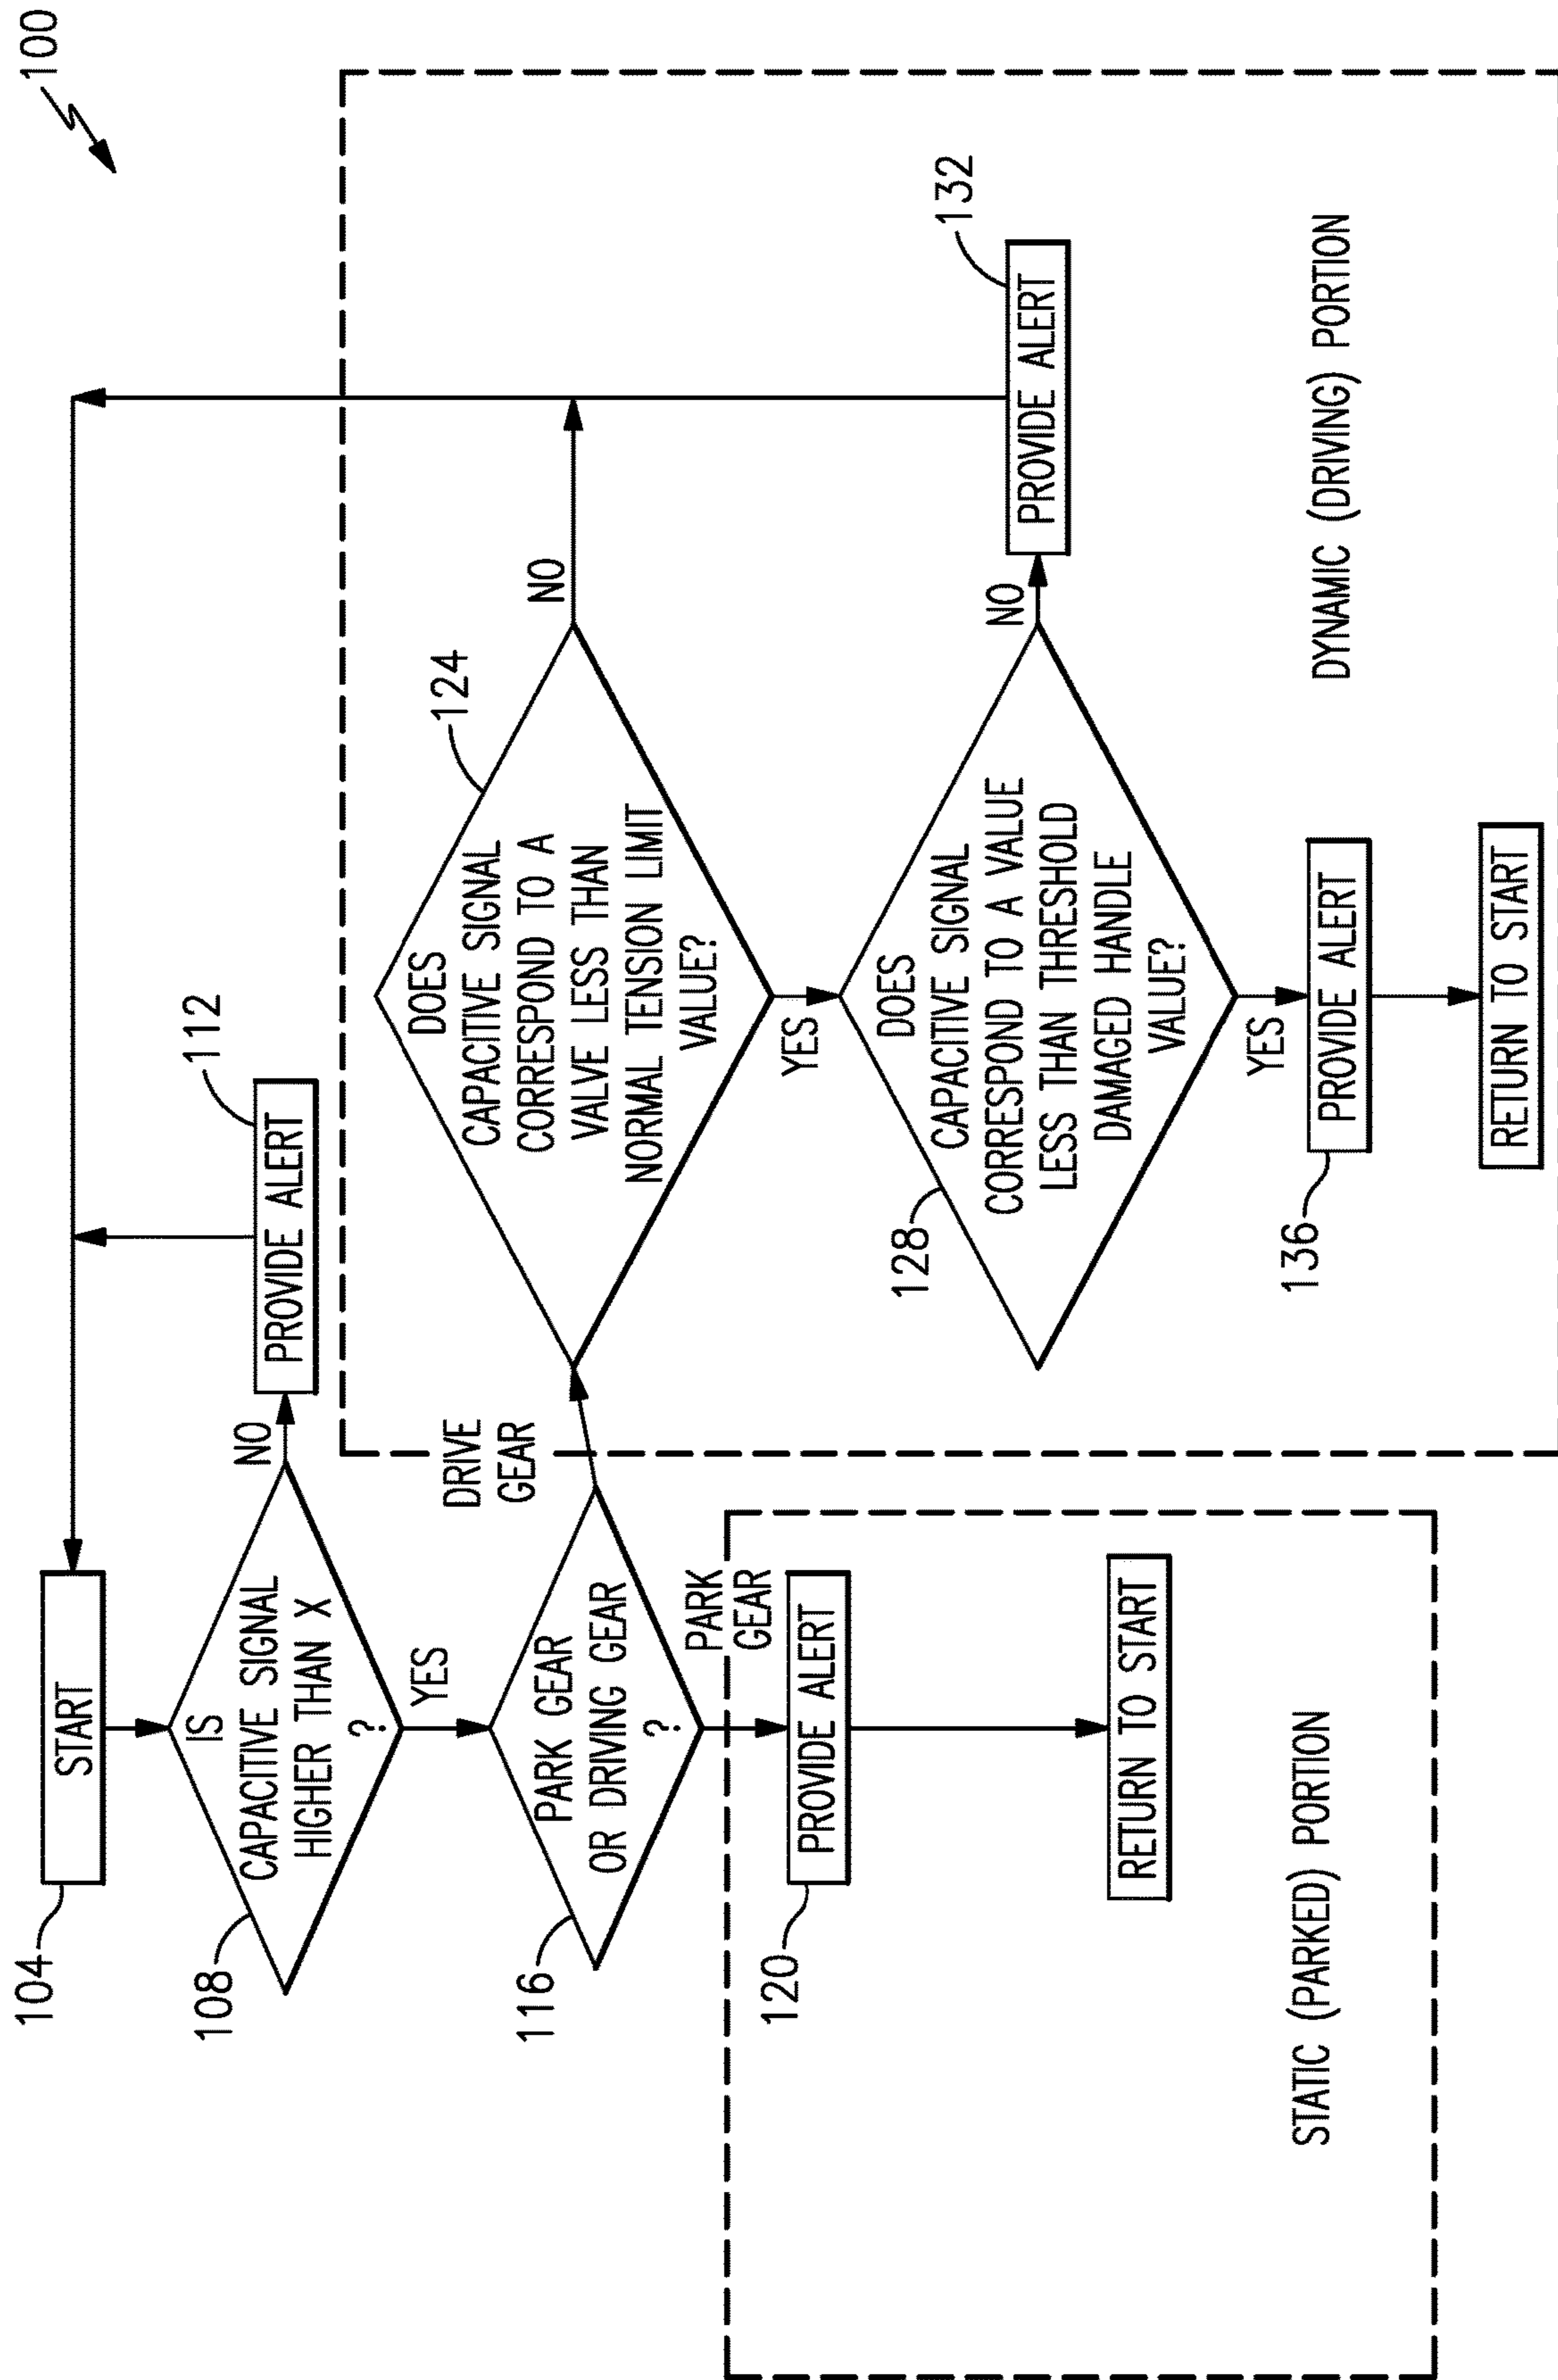 100
104
START
108
IS
CAPACITIVE SIGNAL
HIGHER THAN X
?
NO
112
PROVIDE ALERT
YES
116
PARK GEAR
OR DRIVING GEAR
?
DRIVE
GEAR
PARK
GEAR
120
PROVIDE ALERT
RETURN TO START
STATIC (PARKED) PORTION
124
DOES
CAPACITIVE SIGNAL
CORRESPOND TO A
VALVE LESS THAN
NORMAL TENSION LIMIT
VALUE?
NO
YES
128
DOES
CAPACITIVE SIGNAL
CORRESPOND TO A VALUE
LESS THAN THRESHOLD
DAMAGED HANDLE
VALUE?
NO
132
PROVIDE ALERT
YES
136
PROVIDE ALERT
RETURN TO START
DYNAMIC (DRIVING) PORTION